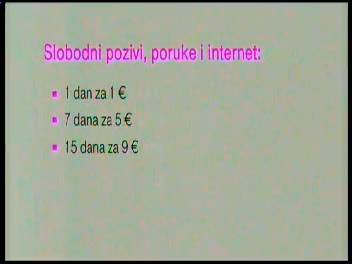 Slobodni pozivi, poruke i internet:
1 dan za 1 €
7 dana za 5 €
15 dana za 9 €